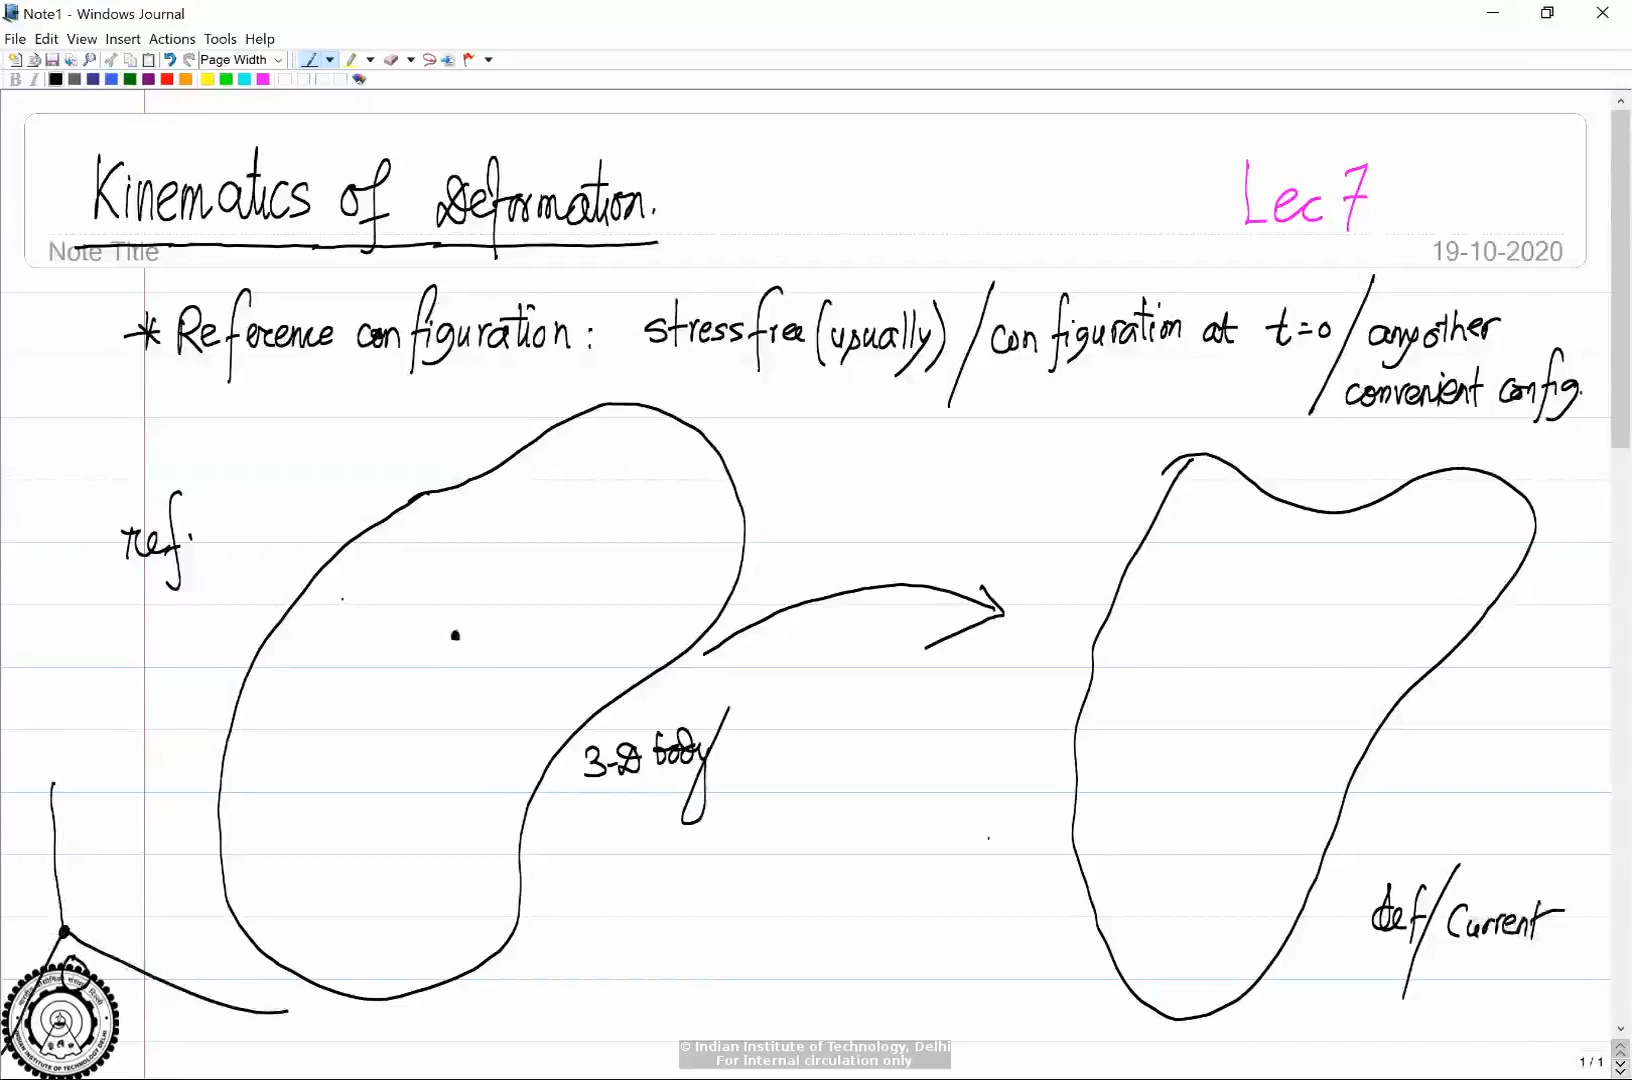 Note1 - Windows Journal
File Edit View Insert Actions Tools Help
Page Width
B I
Kinematics of Deformation.
Lec 7
Note Title
19-10-2020
* Reference configuration: stressfree (usually) / configuration at t=0 / any other
convenient config.
ref.
3-D body
def/Current
© Indian Institute of Technology, Delhi
For internal circulation only
1 / 1